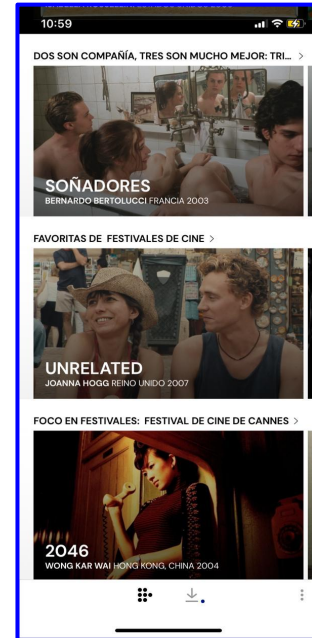 10:59
DOS SON COMPAÑÍA, TRES SON MUCHO MEJOR: TRI... >
SOÑADORES
BERNARDO BERTOLUCCI FRANCIA 2003
FAVORITAS DE FESTIVALES DE CINE >
UNRELATED
JOANNA HOGG REINO UNIDO 2007
FOCO EN FESTIVALES: FESTIVAL DE CINE DE CANNES >
2046
WONG KAR WAI HONG KONG, CHINA 2004